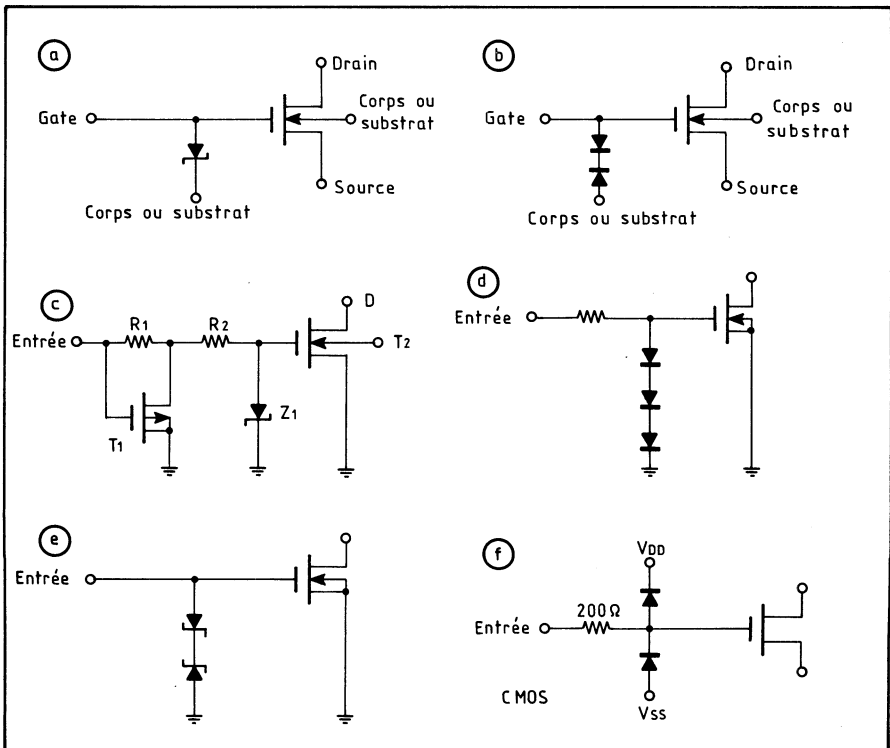 a
Drain
Gate
Corps ou
substrat
Corps ou substrat
Source
b
Drain
Gate
Corps ou
substrat
Corps ou substrat
Source
c
Entrée
R1
R2
D
T2
T1
Z1
d
Entrée
e
Entrée
f
VDD
200Ω
Entrée
CMOS
VSS